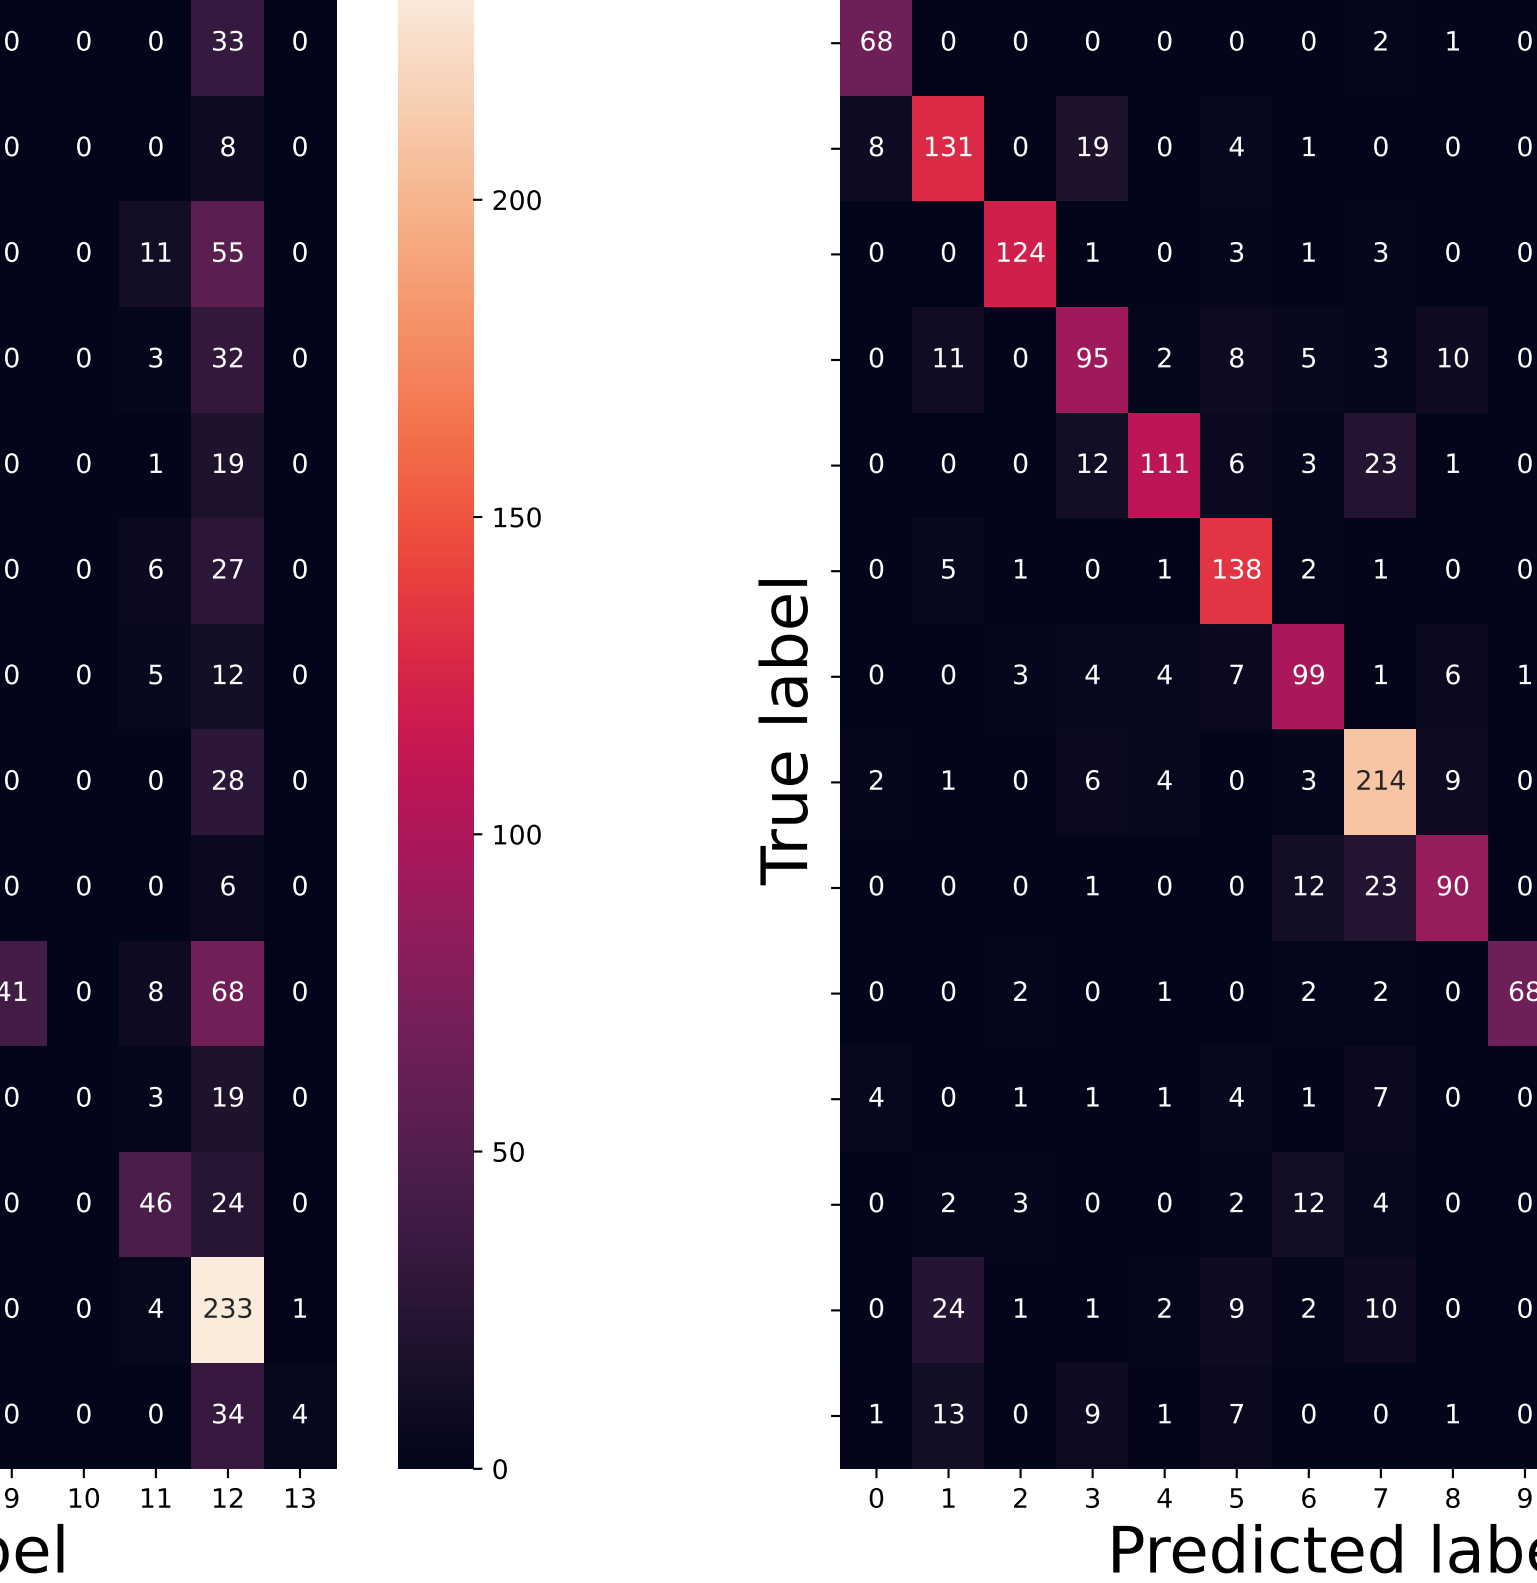 0 0 0 33 0
0 0 0 8 0
0 0 11 55 0
0 0 3 32 0
0 0 1 19 0
0 0 6 27 0
0 0 5 12 0
0 0 0 28 0
0 0 0 6 0
41 0 8 68 0
0 0 3 19 0
0 0 46 24 0
0 0 4 233 1
0 0 0 34 4
9 10 11 12 13
bel
200
150
100
50
0
True label
68 0 0 0 0 0 0 2 1 0
8 131 0 19 0 4 1 0 0 0
0 0 124 1 0 3 1 3 0 0
0 11 0 95 2 8 5 3 10 0
0 0 0 12 111 6 3 23 1 0
0 5 1 0 1 138 2 1 0 0
0 0 3 4 4 7 99 1 6 1
2 1 0 6 4 0 3 214 9 0
0 0 0 1 0 0 12 23 90 0
0 0 2 0 1 0 2 2 0 68
4 0 1 1 1 4 1 7 0 0
0 2 3 0 0 2 12 4 0 0
0 24 1 1 2 9 2 10 0 0
1 13 0 9 1 7 0 0 1 0
0 1 2 3 4 5 6 7 8 9
Predicted labe